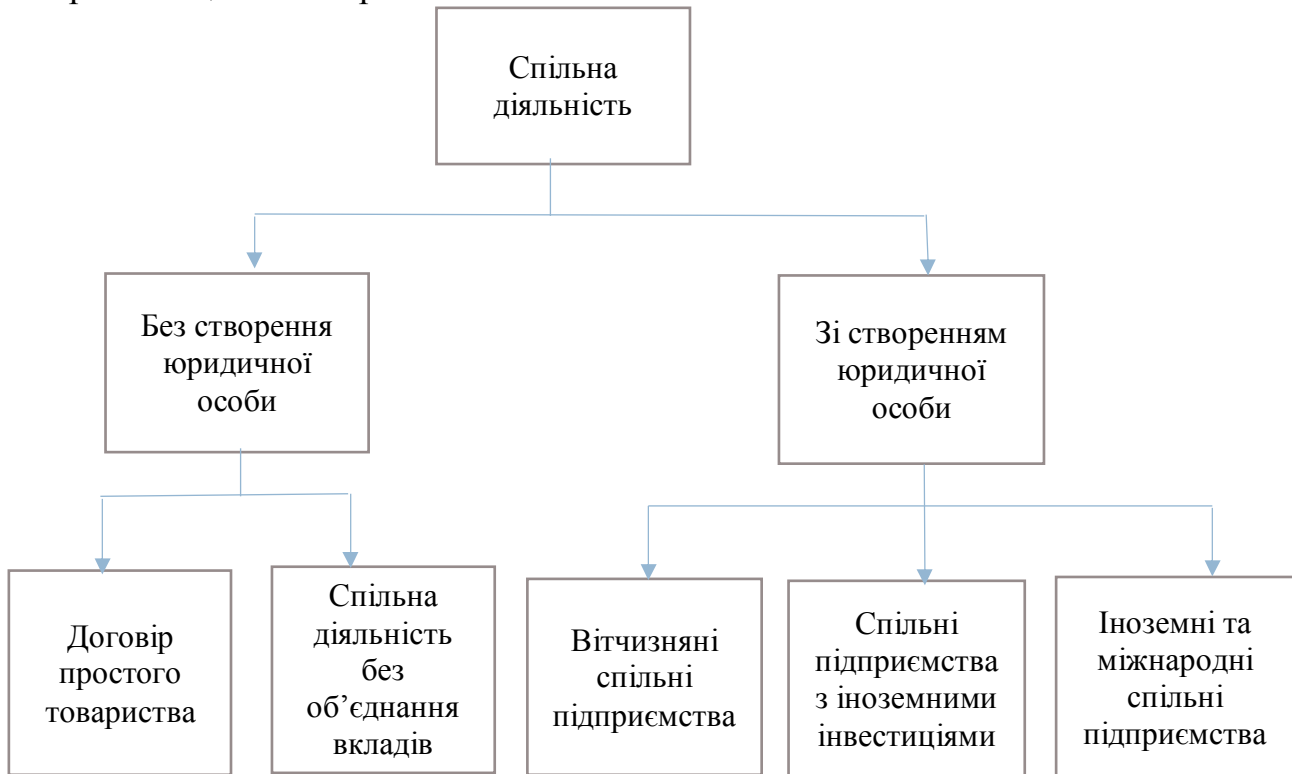 Спільна
діяльність
Без створення
юридичної
особи
Зі створенням
юридичної
особи
Договір
простого
товариства
Спільна
діяльність
без
об’єднання
вкладів
Вітчизняні
спільні
підприємства
Спільні
підприємства
з іноземними
інвестиціями
Іноземні та
міжнародні
спільні
підприємства